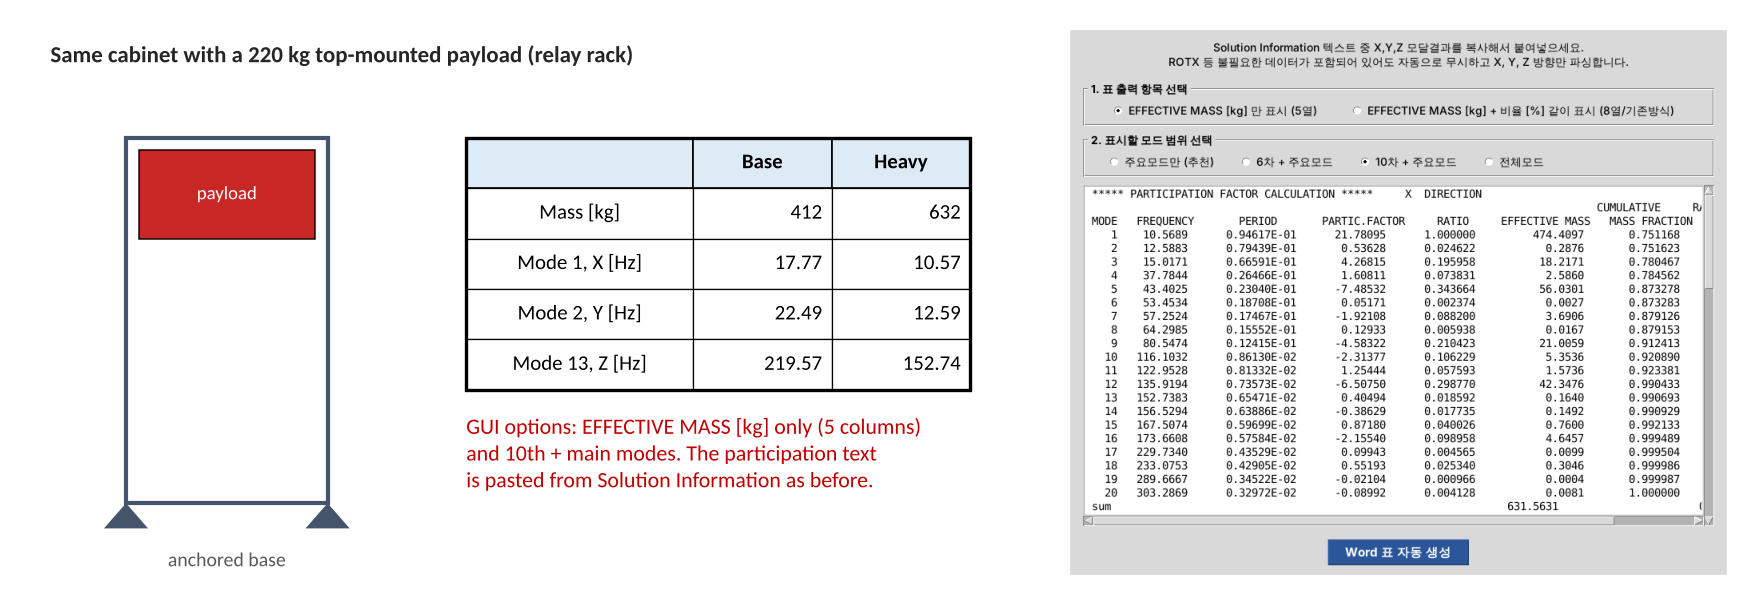 Same cabinet with a 220 kg top-mounted payload (relay rack)
payload
anchored base
Base Heavy
Mass [kg] 412 632
Mode 1, X [Hz] 17.77 10.57
Mode 2, Y [Hz] 22.49 12.59
Mode 13, Z [Hz] 219.57 152.74
GUI options: EFFECTIVE MASS [kg] only (5 columns)
and 10th + main modes. The participation text
is pasted from Solution Information as before.
Solution Information 텍스트 중 X,Y,Z 모달결과를 복사해서 붙여넣으세요.
ROTX 등 불필요한 데이터가 포함되어 있어도 자동으로 무시하고 X, Y, Z 방향만 파싱합니다.
1. 표 출력 항목 선택
EFFECTIVE MASS [kg] 만 표시 (5열) EFFECTIVE MASS [kg] + 비율 [%] 같이 표시 (8열/기존방식)
2. 표시할 모드 범위 선택
주요모드만 (추천) 6차 + 주요모드 10차 + 주요모드 전체모드
***** PARTICIPATION FACTOR CALCULATION ***** X DIRECTION
CUMULATIVE
MODE FREQUENCY PERIOD PARTIC.FACTOR RATIO EFFECTIVE MASS MASS FRACTION
1 10.5689 0.94617E-01 21.78095 1.000000 474.4097 0.751168
2 12.5883 0.79439E-01 0.53628 0.024622 0.2876 0.751623
3 15.0171 0.66591E-01 4.26815 0.195958 18.2171 0.780467
4 37.7844 0.26466E-01 1.60811 0.073831 2.5860 0.784562
5 43.4025 0.23040E-01 -7.48532 0.343664 56.0301 0.873278
6 53.4534 0.18708E-01 0.05171 0.002374 0.0027 0.873283
7 57.2524 0.17467E-01 -1.92108 0.088200 3.6906 0.879126
8 64.2985 0.15552E-01 0.12933 0.005938 0.0167 0.879153
9 80.5474 0.12415E-01 -4.58322 0.210423 21.0059 0.912413
10 116.1032 0.86130E-02 -2.31377 0.106229 5.3536 0.920890
11 122.9528 0.81332E-02 1.25444 0.057593 1.5736 0.923381
12 135.9194 0.73573E-02 -6.50750 0.298770 42.3476 0.990433
13 152.7383 0.65471E-02 0.40494 0.018592 0.1640 0.990693
14 156.5294 0.63886E-02 -0.38629 0.017735 0.1492 0.990929
15 167.5074 0.59699E-02 0.87180 0.040026 0.7600 0.992133
16 173.6608 0.57584E-02 -2.15540 0.098958 4.6457 0.999489
17 229.7340 0.43529E-02 0.09943 0.004565 0.0099 0.999504
18 233.0753 0.42905E-02 0.55193 0.025340 0.3046 0.999986
19 289.6667 0.34522E-02 -0.02104 0.000966 0.0004 0.999987
20 303.2869 0.32972E-02 -0.08992 0.004128 0.0081 1.000000
sum 631.5631
Word 표 자동 생성